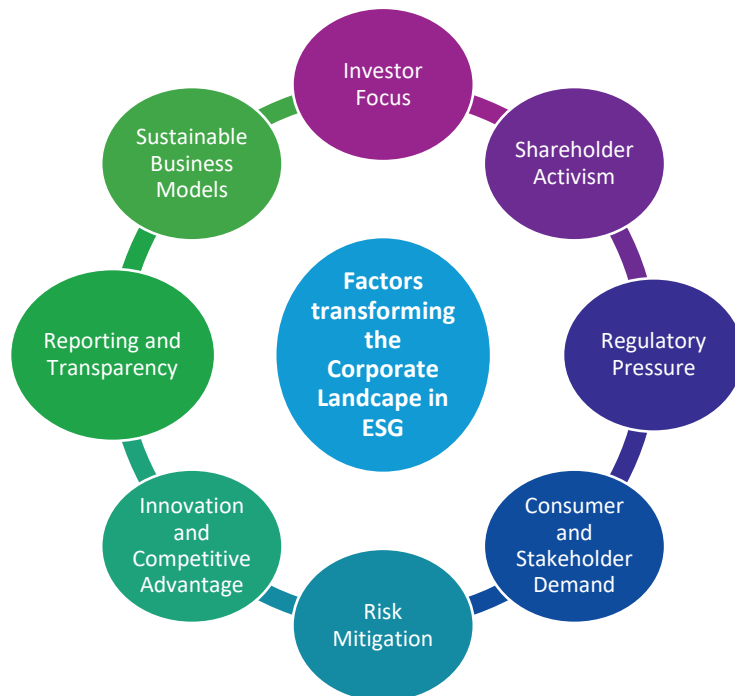 Investor
Focus
Shareholder
Activism
Regulatory
Pressure
Consumer
and
Stakeholder
Demand
Risk
Mitigation
Innovation
and
Competitive
Advantage
Reporting and
Transparency
Sustainable
Business
Models
Factors
transforming
the
Corporate
Landscape in
ESG